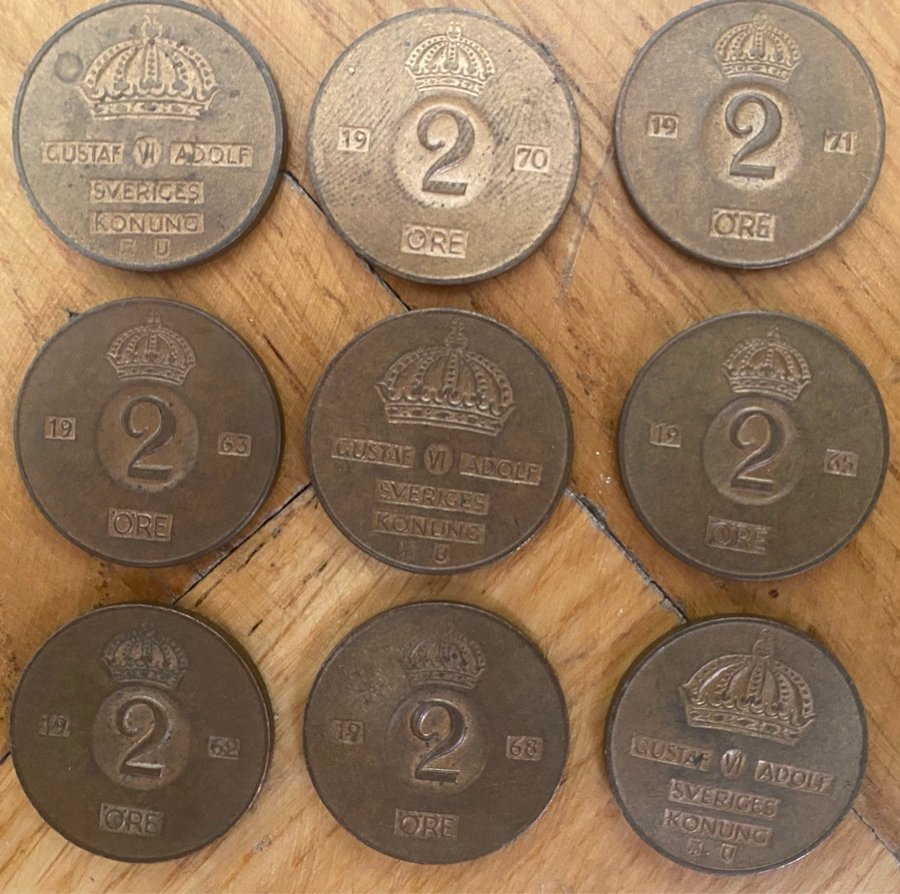 GUSTAF VI ADOLF
SVERIGES
KONUNG
U
19 2 70
ÖRE
19 2 71
ÖRE
19 2 63
ÖRE
GUSTAF VI ADOLF
SVERIGES
KONUNG
U
19 2 65
ÖRE
19 2 62
ÖRE
19 2 68
ÖRE
GUSTAF VI ADOLF
SVERIGES
KONUNG
U